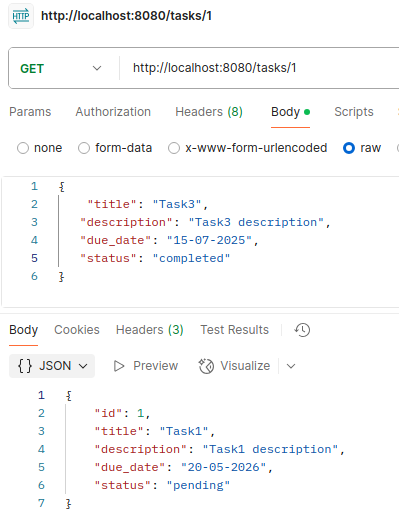 HTTP http://localhost:8080/tasks/1
GET http://localhost:8080/tasks/1
Params Authorization Headers (8) Body Scripts
none form-data x-www-form-urlencoded raw
1 {
2 "title": "Task3",
3 "description": "Task3 description",
4 "due_date": "15-07-2025",
5 "status": "completed"
6 }
Body Cookies Headers (3) Test Results
{} JSON Preview Visualize
1 {
2 "id": 1,
3 "title": "Task1",
4 "description": "Task1 description",
5 "due_date": "20-05-2026",
6 "status": "pending"
7 }